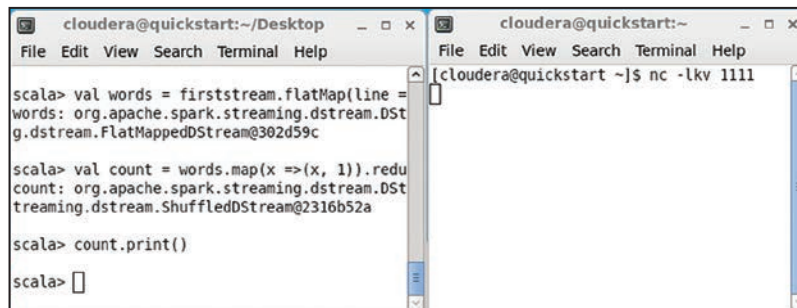 cloudera@quickstart:~/Desktop
File Edit View Search Terminal Help
scala> val words = firststream.flatMap(line =
words: org.apache.spark.streaming.dstream.DSt
g.dstream.FlatMappedDStream@302d59c
scala> val count = words.map(x =>(x, 1)).redu
count: org.apache.spark.streaming.dstream.DSt
treaming.dstream.ShuffledDStream@2316b52a
scala> count.print()
scala>
cloudera@quickstart:~
File Edit View Search Terminal Help
[cloudera@quickstart ~]$ nc -lkv 1111